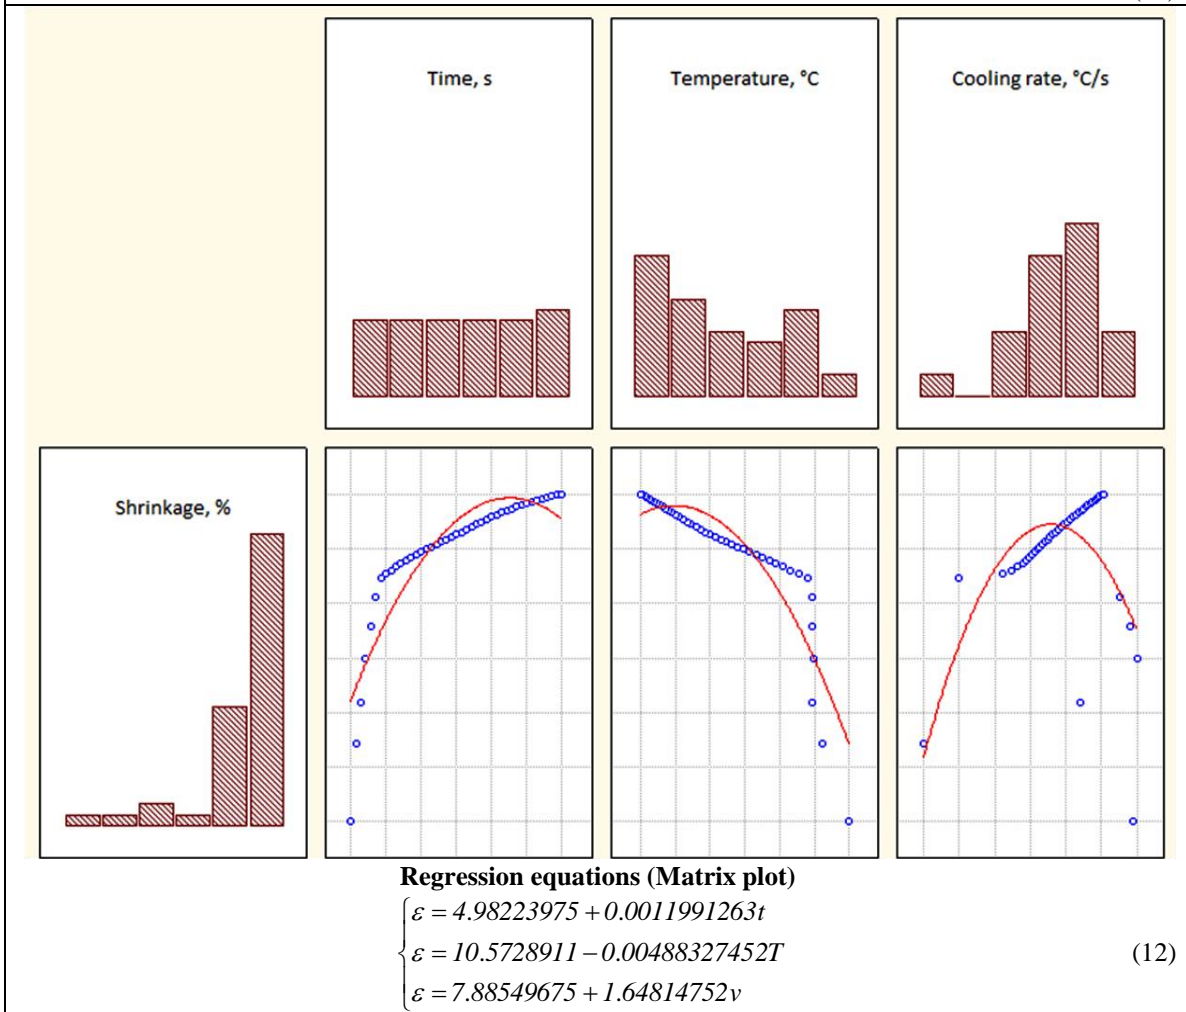 Time, s
Temperature, °C
Cooling rate, °C/s
Shrinkage, %
Regression equations (Matrix plot)
ε = 4.98223975 + 0.0011991263t
ε = 10.5728911 − 0.00488327452T
(12)
ε = 7.88549675 + 1.64814752v